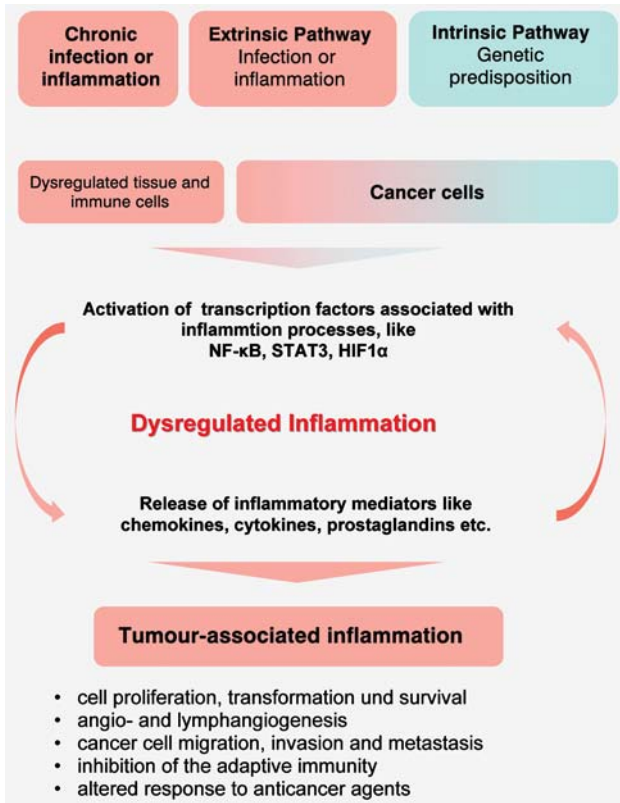 Chronic
infection or
inflammation
Extrinsic Pathway
Infection or
inflammation
Intrinsic Pathway
Genetic
predisposition
Dysregulated tissue and
immune cells
Cancer cells
Activation of  transcription factors associated with
inflammtion processes, like
NF-κB, STAT3, HIF1α
Dysregulated Inflammation
Release of inflammatory mediators like
chemokines, cytokines, prostaglandins etc.
Tumour-associated inflammation
• cell proliferation, transformation und survival
• angio- and lymphangiogenesis
• cancer cell migration, invasion and metastasis
• inhibition of the adaptive immunity
• altered response to anticancer agents